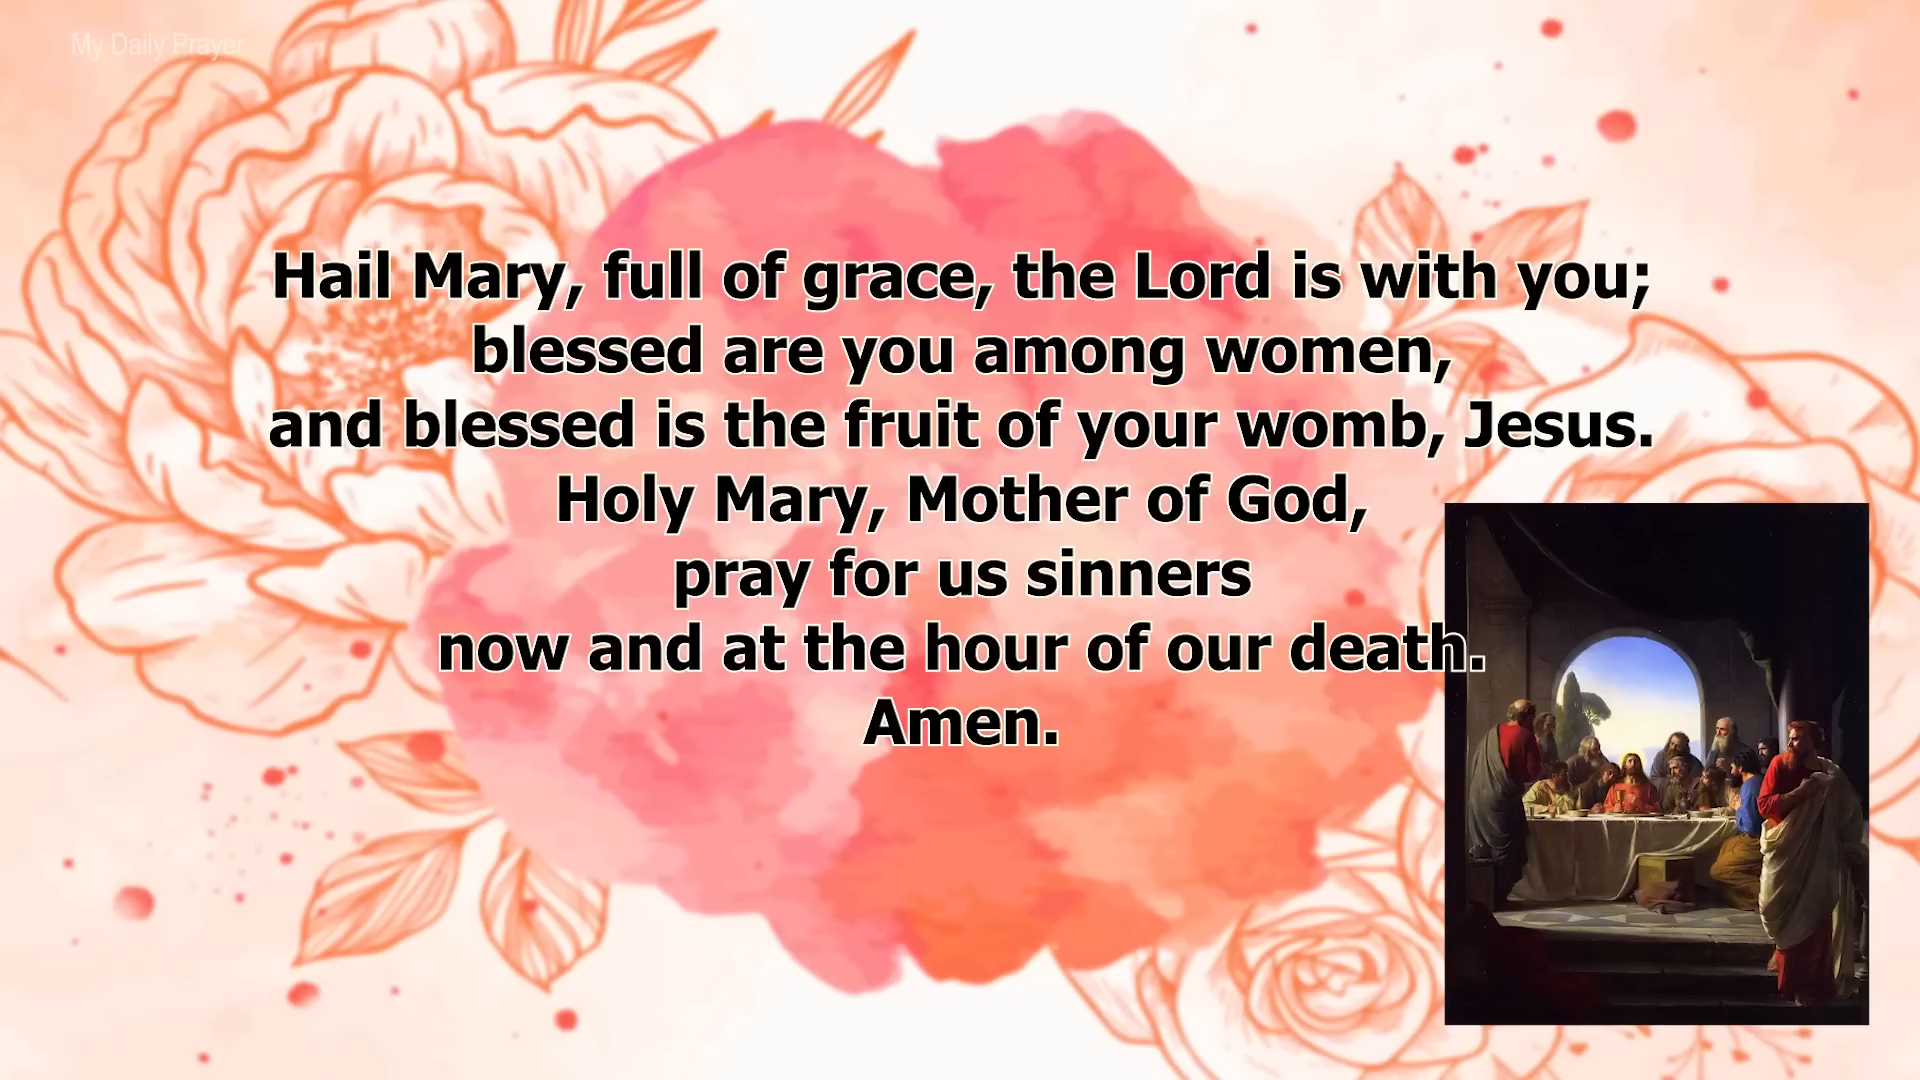 My Daily Prayer
Hail Mary, full of grace, the Lord is with you;
blessed are you among women,
and blessed is the fruit of your womb, Jesus.
Holy Mary, Mother of God,
pray for us sinners
now and at the hour of our death.
Amen.